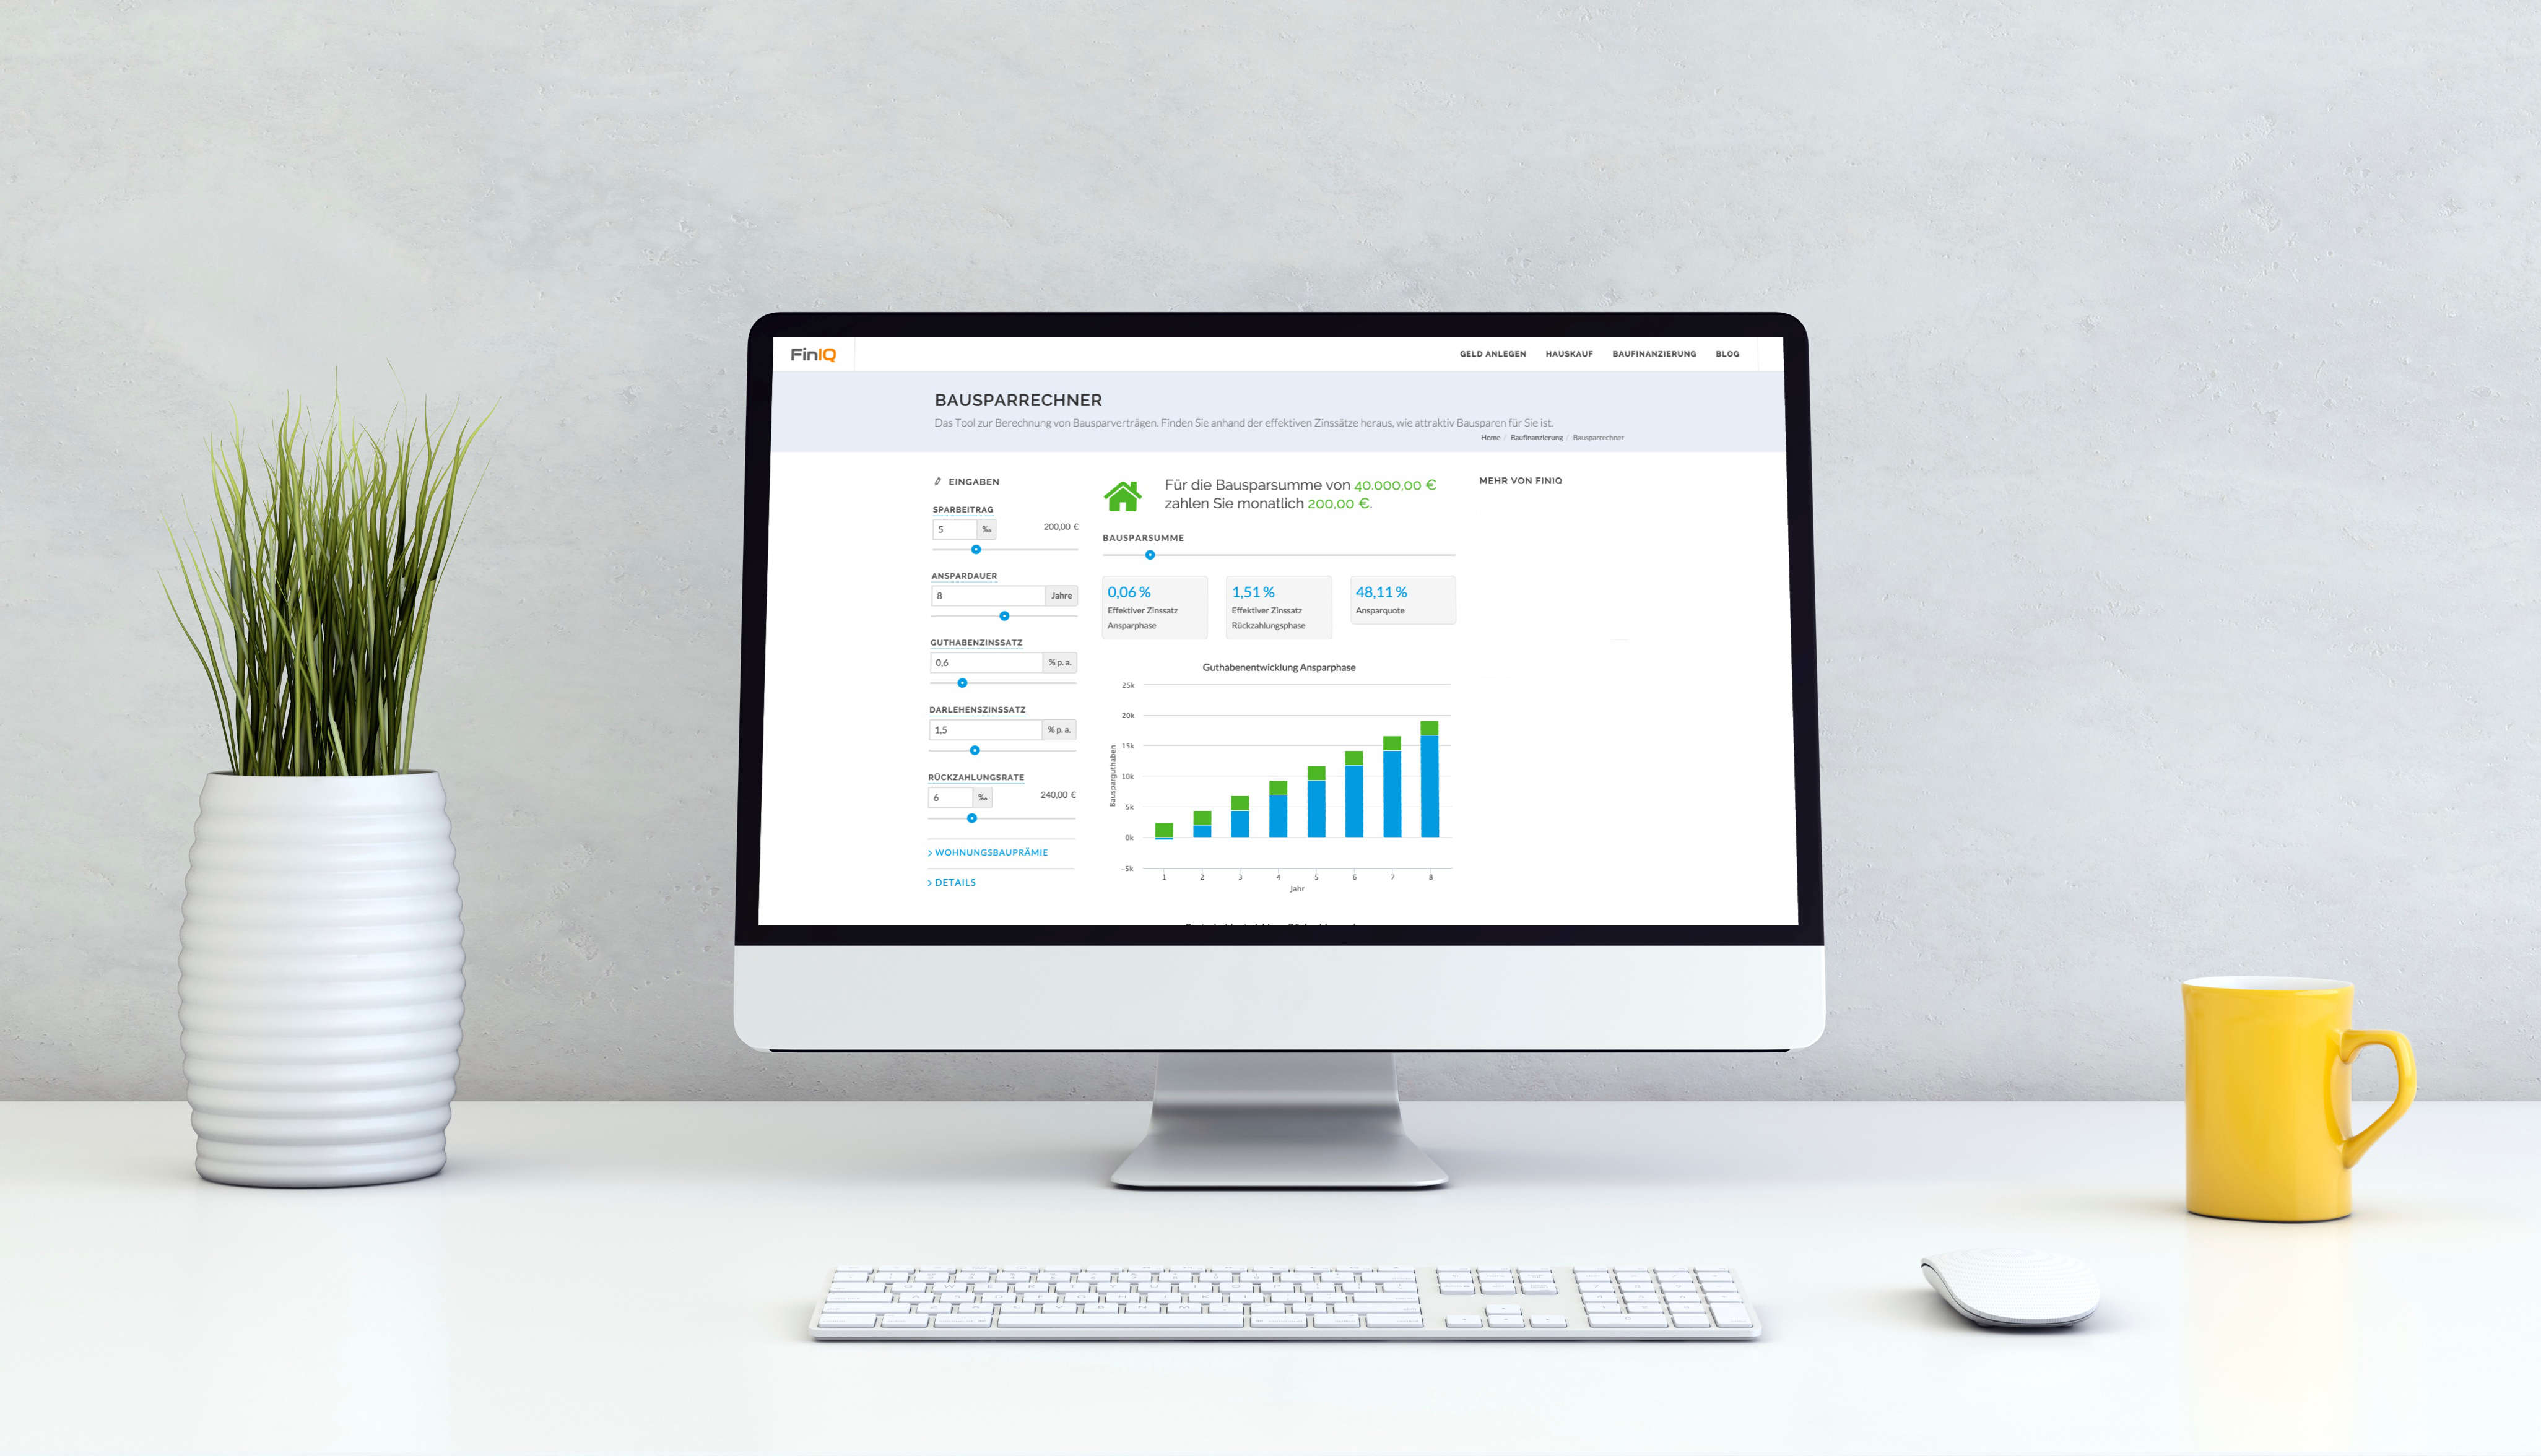 FinIQ
GELD ANLEGEN HAUSKAUF BAUFINANZIERUNG BLOG
BAUSPARRECHNER
Das Tool zur Berechnung von Bausparverträgen. Finden Sie anhand der effektiven Zinssätze heraus, wie attraktiv Bausparen für Sie ist.
Home / Baufinanzierung / Bausparrechner
EINGABEN
SPARBEITRAG
5 ‰ 200,00 €
ANSPARDAUER
8 Jahre
GUTHABENZINSSATZ
0,6 % p. a.
DARLEHENSZINSSATZ
1,5 % p. a.
RÜCKZAHLUNGSRATE
6 ‰ 240,00 €
> WOHNUNGSBAUPRÄMIE
> DETAILS
Für die Bausparsumme von 40.000,00 €
zahlen Sie monatlich 200,00 €.
BAUSPARSUMME
0,06 %
Effektiver Zinssatz
Ansparphase
1,51 %
Effektiver Zinssatz
Rückzahlungsphase
48,11 %
Ansparquote
Guthabenentwicklung Ansparphase
Bausparguthaben
25k
20k
15k
10k
5k
0k
-5k
1 2 3 4 5 6 7 8
Jahr
MEHR VON FINIQ